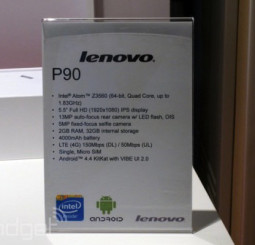 lenovo
P90
• Intel® Atom™ Z3560 (64-bit, Quad Core, up to
1.83GHz)
• 5.5" Full HD (1920x1080) IPS display
• 13MP auto-focus rear camera w/ LED flash, OIS
• 5MP fixed-focus selfie camera
• 2GB RAM, 32GB internal storage
• 4000mAh battery
• LTE (4G) 150Mbps (DL) / 50Mbps (UL)
• Single, Micro SIM
• Android™ 4.4 KitKat with VIBE UI 2.0
intel
ANDROID
lenovo
engadget